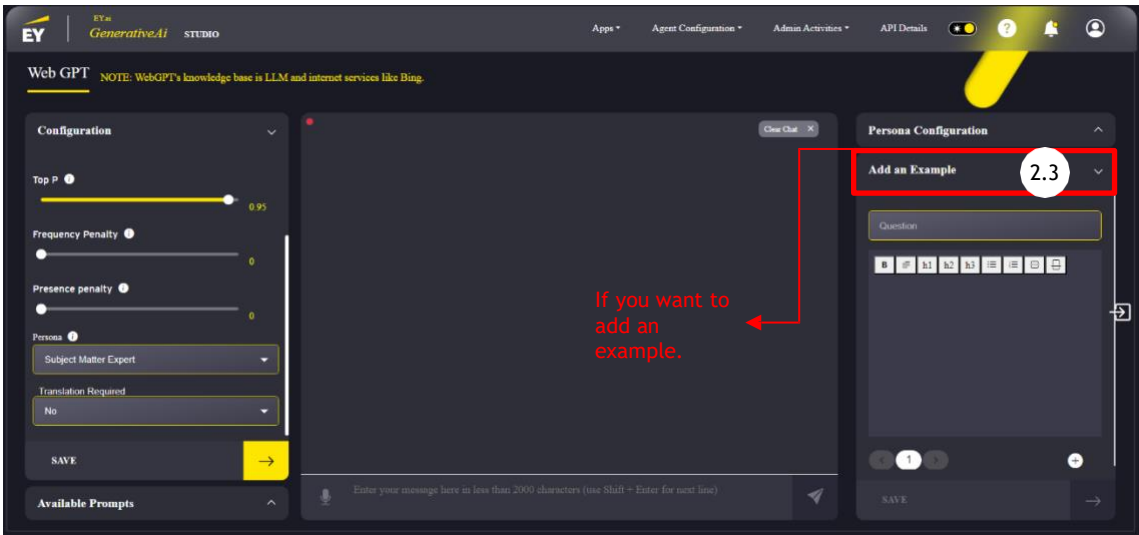 EY
EY.ai
GenerativeAi STUDIO
Apps
Agent Configuration
Admin Activities
API Details
?
Web GPT
NOTE: WebGPT's knowledge base is LLM and internet services like Bing.
Configuration
Top P
0.95
Frequency Penalty
0
Presence penalty
0
Persona
Subject Matter Expert
Translation Required
No
SAVE
Available Prompts
Clear Chat X
If you want to
add an
example.
Enter your message here in less than 2000 characters (use Shift + Enter for next line)
Persona Configuration
Add an Example
2.3
Question
B h1 h2 h3
1
SAVE